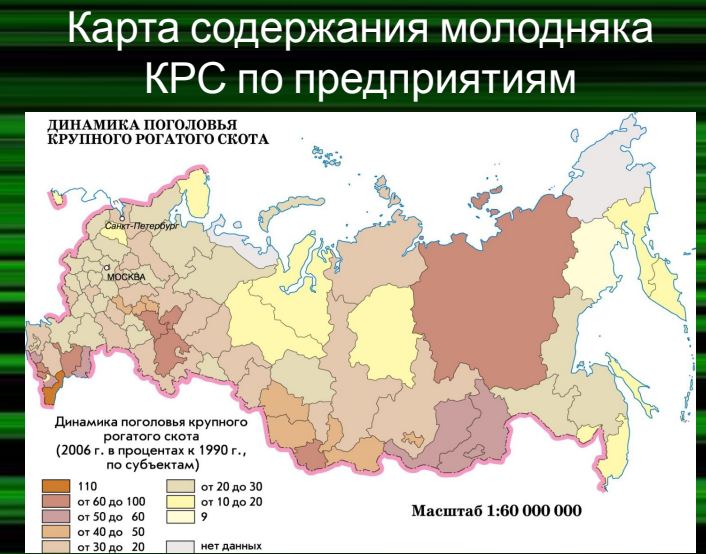 Карта содержания молодняка
КРС по предприятиям
ДИНАМИКА ПОГОЛОВЬЯ
КРУПНОГО РОГАТОГО СКОТА
Санкт-Петербург
МОСКВА
Динамика поголовья крупного
рогатого скота
(2006 г. в процентах к 1990 г.,
по субъектам)
110
от 60 до 100
от 50 до 60
от 40 до 50
от 30 до 20
от 20 до 30
от 10 до 20
9
нет данных
Масштаб 1:60 000 000